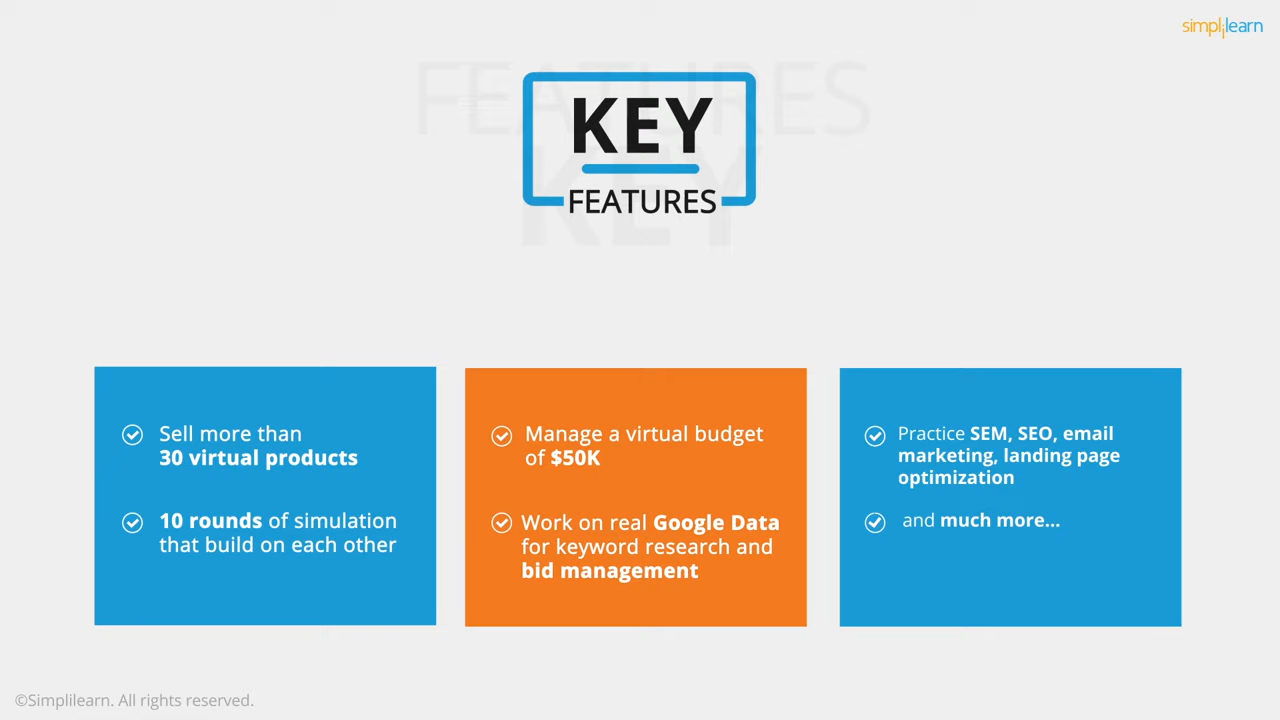 simplilearn
KEY
FEATURES
Sell more than
30 virtual products
10 rounds of simulation
that build on each other
Manage a virtual budget
of $50K
Work on real Google Data
for keyword research and
bid management
Practice SEM, SEO, email
marketing, landing page
optimization
and much more...
©Simplilearn. All rights reserved.